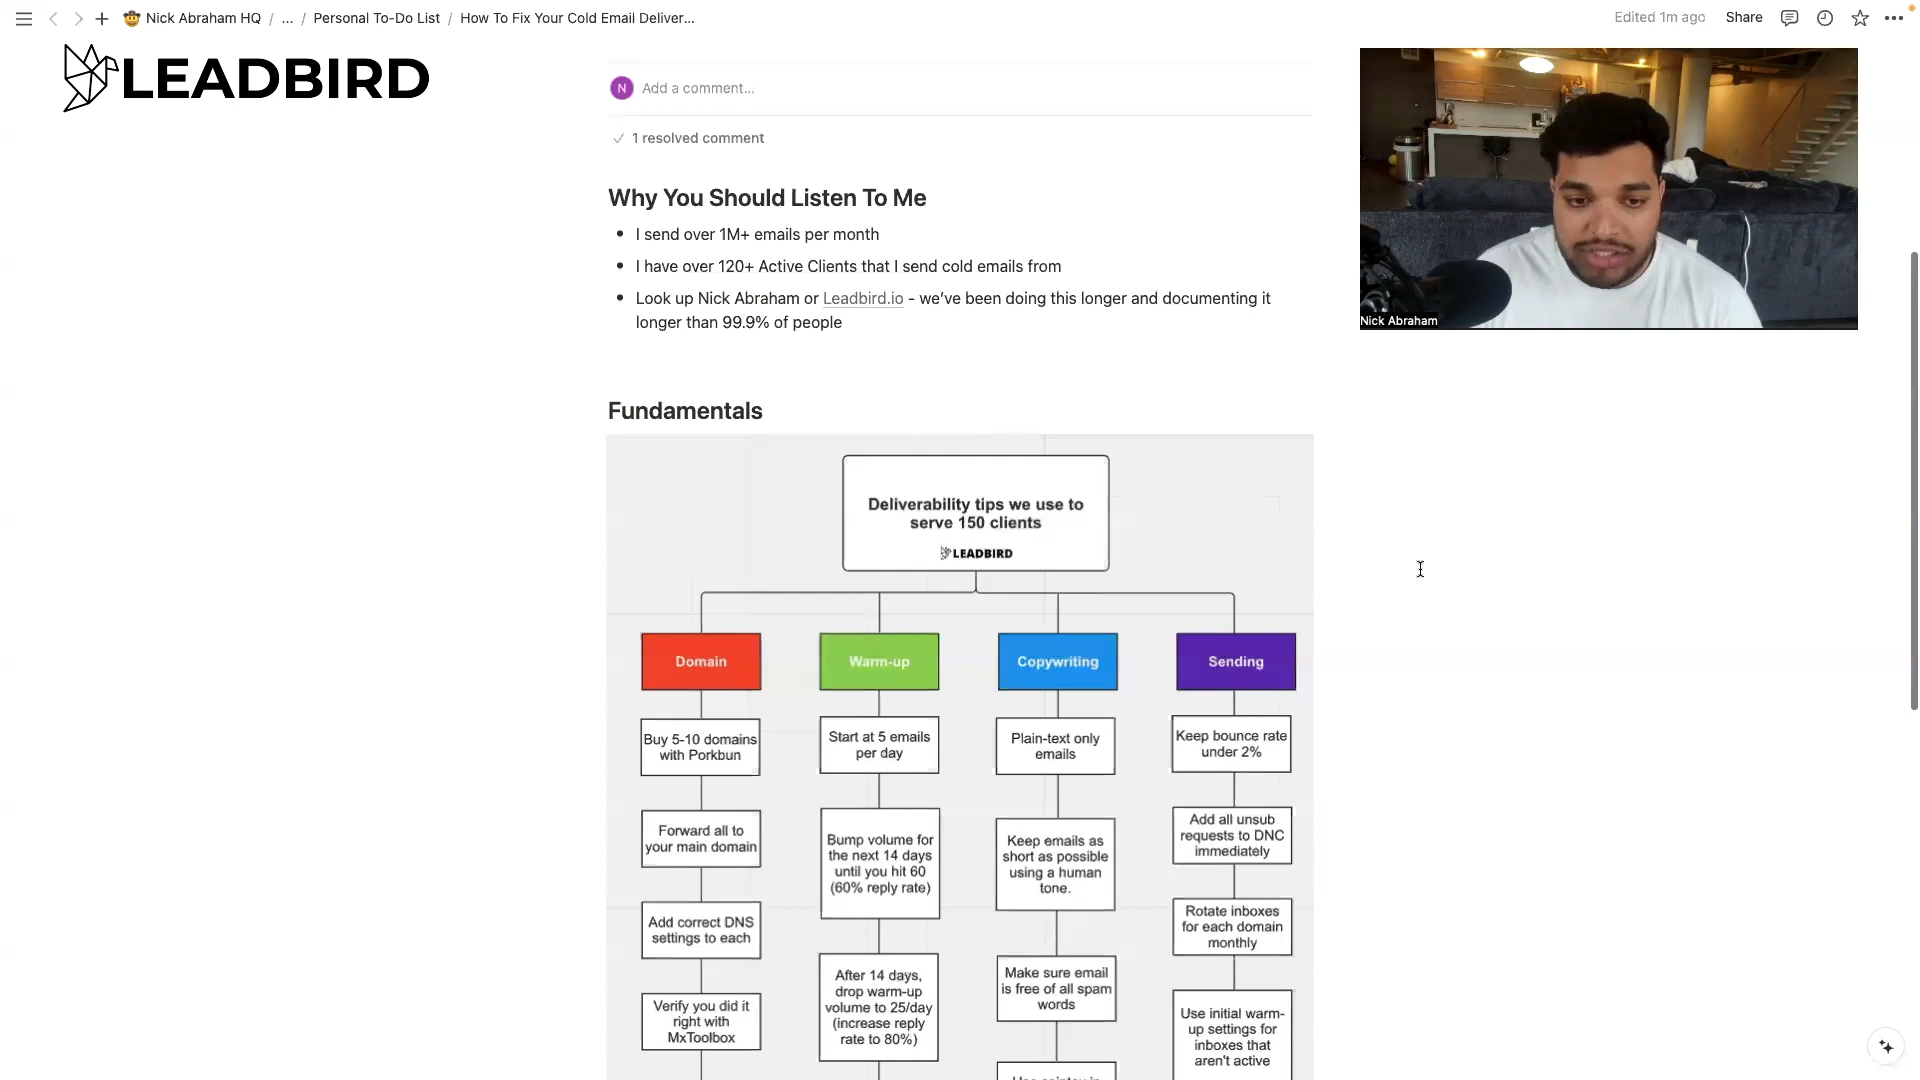 Nick Abraham HQ / ... / Personal To-Do List / How To Fix Your Cold Email Deliver...
Edited 1m ago
Share
LEADBIRD
N
Add a comment...
1 resolved comment
Why You Should Listen To Me
I send over 1M+ emails per month
I have over 120+ Active Clients that I send cold emails from
Look up Nick Abraham or Leadbird.io - we've been doing this longer and documenting it
longer than 99.9% of people
Nick Abraham
Fundamentals
Deliverability tips we use to
serve 150 clients
LEADBIRD
Domain
Buy 5-10 domains
with Porkbun
Forward all to
your main domain
Add correct DNS
settings to each
Verify you did it
right with
MxToolbox
Warm-up
Start at 5 emails
per day
Bump volume for
the next 14 days
until you hit 60
(60% reply rate)
After 14 days,
drop warm-up
volume to 25/day
(increase reply
rate to 80%)
Copywriting
Plain-text only
emails
Keep emails as
short as possible
using a human
tone.
Make sure email
is free of all spam
words
Sending
Keep bounce rate
under 2%
Add all unsub
requests to DNC
immediately
Rotate inboxes
for each domain
monthly
Use initial warm-
up settings for
inboxes that
aren't active